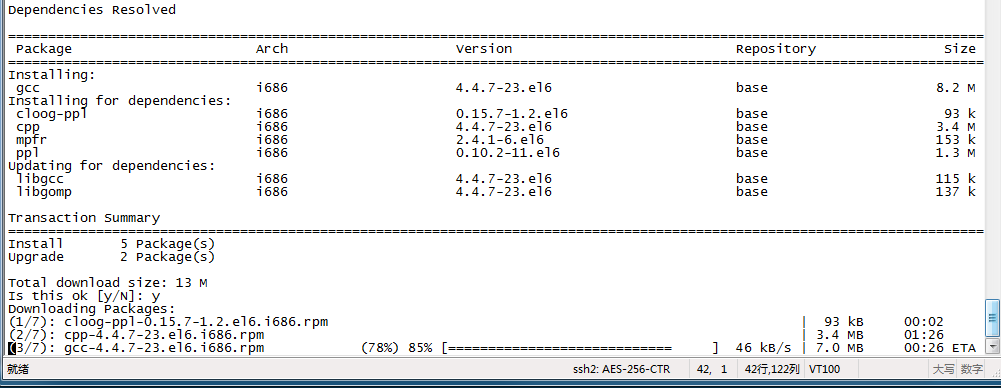 Dependencies Resolved
================================================================================
Package Arch Version Repository Size
================================================================================
Installing:
gcc i686 4.4.7-23.el6 base 8.2 M
Installing for dependencies:
cloog-ppl i686 0.15.7-1.2.el6 base 93 k
cpp i686 4.4.7-23.el6 base 3.4 M
mpfr i686 2.4.1-6.el6 base 153 k
ppl i686 0.10.2-11.el6 base 1.3 M
Updating for dependencies:
libgcc i686 4.4.7-23.el6 base 115 k
libgomp i686 4.4.7-23.el6 base 137 k
Transaction Summary
================================================================================
Install 5 Package(s)
Upgrade 2 Package(s)
Total download size: 13 M
Is this ok [y/N]: y
Downloading Packages:
(1/7): cloog-ppl-0.15.7-1.2.el6.i686.rpm | 93 kB 00:02
(2/7): cpp-4.4.7-23.el6.i686.rpm | 3.4 MB 01:26
(3/7): gcc-4.4.7-23.el6.i686.rpm (78%) 85% [============================ ] 46 kB/s | 7.0 MB 00:26 ETA
就绪 ssh2: AES-256-CTR 42, 1 42行,122列 VT100 大写 数字